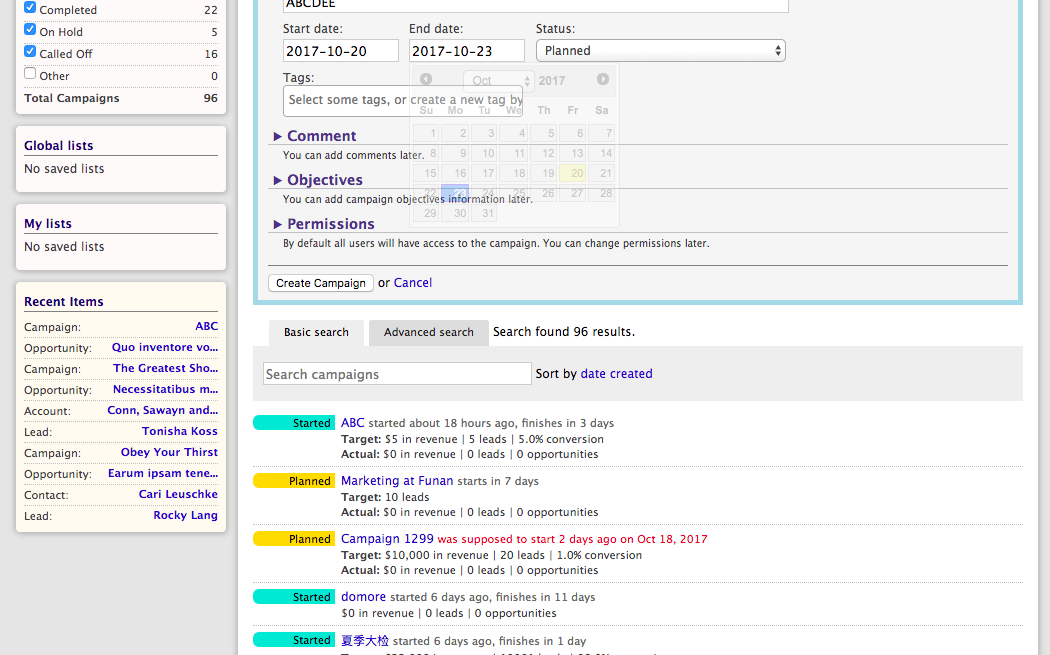 Completed 22
On Hold 5
Called Off 16
Other 0
Total Campaigns 96
Global lists
No saved lists
My lists
No saved lists
Recent Items
Campaign: ABC
Opportunity: Quo inventore vo...
Campaign: The Greatest Sho...
Opportunity: Necessitatibus m...
Account: Conn, Sawayn and...
Lead: Tonisha Koss
Campaign: Obey Your Thirst
Opportunity: Earum ipsam tene...
Contact: Cari Leuschke
Lead: Rocky Lang
ABCDEE
Start date: End date: Status:
2017-10-20 2017-10-23 Planned
Tags:
Select some tags, or create a new tag by
Oct 2017
Su Mo Tu We Th Fr Sa
1 2 3 4 5 6 7
8 9 10 11 12 13 14
15 16 17 18 19 20 21
22 23 24 25 26 27 28
29 30 31
Comment
You can add comments later.
Objectives
You can add campaign objectives information later.
Permissions
By default all users will have access to the campaign. You can change permissions later.
Create Campaign or Cancel
Basic search Advanced search Search found 96 results.
Search campaigns Sort by date created
Started ABC started about 18 hours ago, finishes in 3 days
Target: $5 in revenue | 5 leads | 5.0% conversion
Actual: $0 in revenue | 0 leads | 0 opportunities
Planned Marketing at Funan starts in 7 days
Target: 10 leads
Actual: $0 in revenue | 0 leads | 0 opportunities
Planned Campaign 1299 was supposed to start 2 days ago on Oct 18, 2017
Target: $10,000 in revenue | 20 leads | 1.0% conversion
Actual: $0 in revenue | 0 leads | 0 opportunities
Started domore started 6 days ago, finishes in 11 days
$0 in revenue | 0 leads | 0 opportunities
Started 夏季大检 started 6 days ago, finishes in 1 day